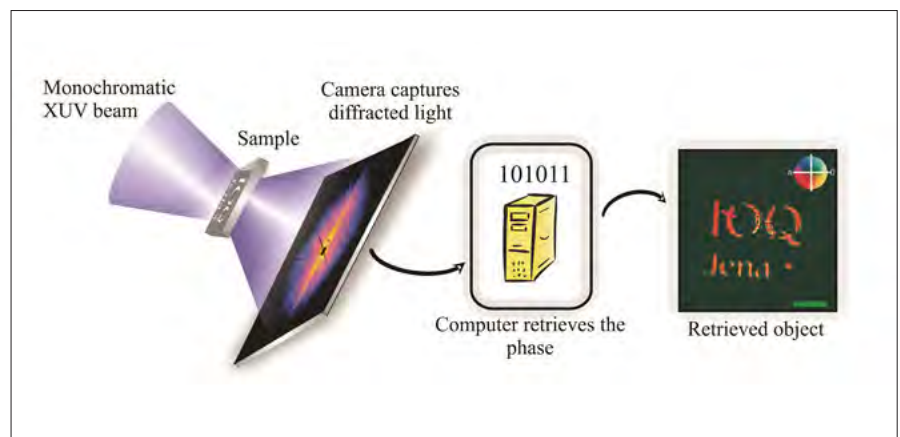 Monochromatic
XUV beam
Sample
Camera captures
diffracted light
101011
Computer retrieves the
phase
IOQ
Jena
Retrieved object